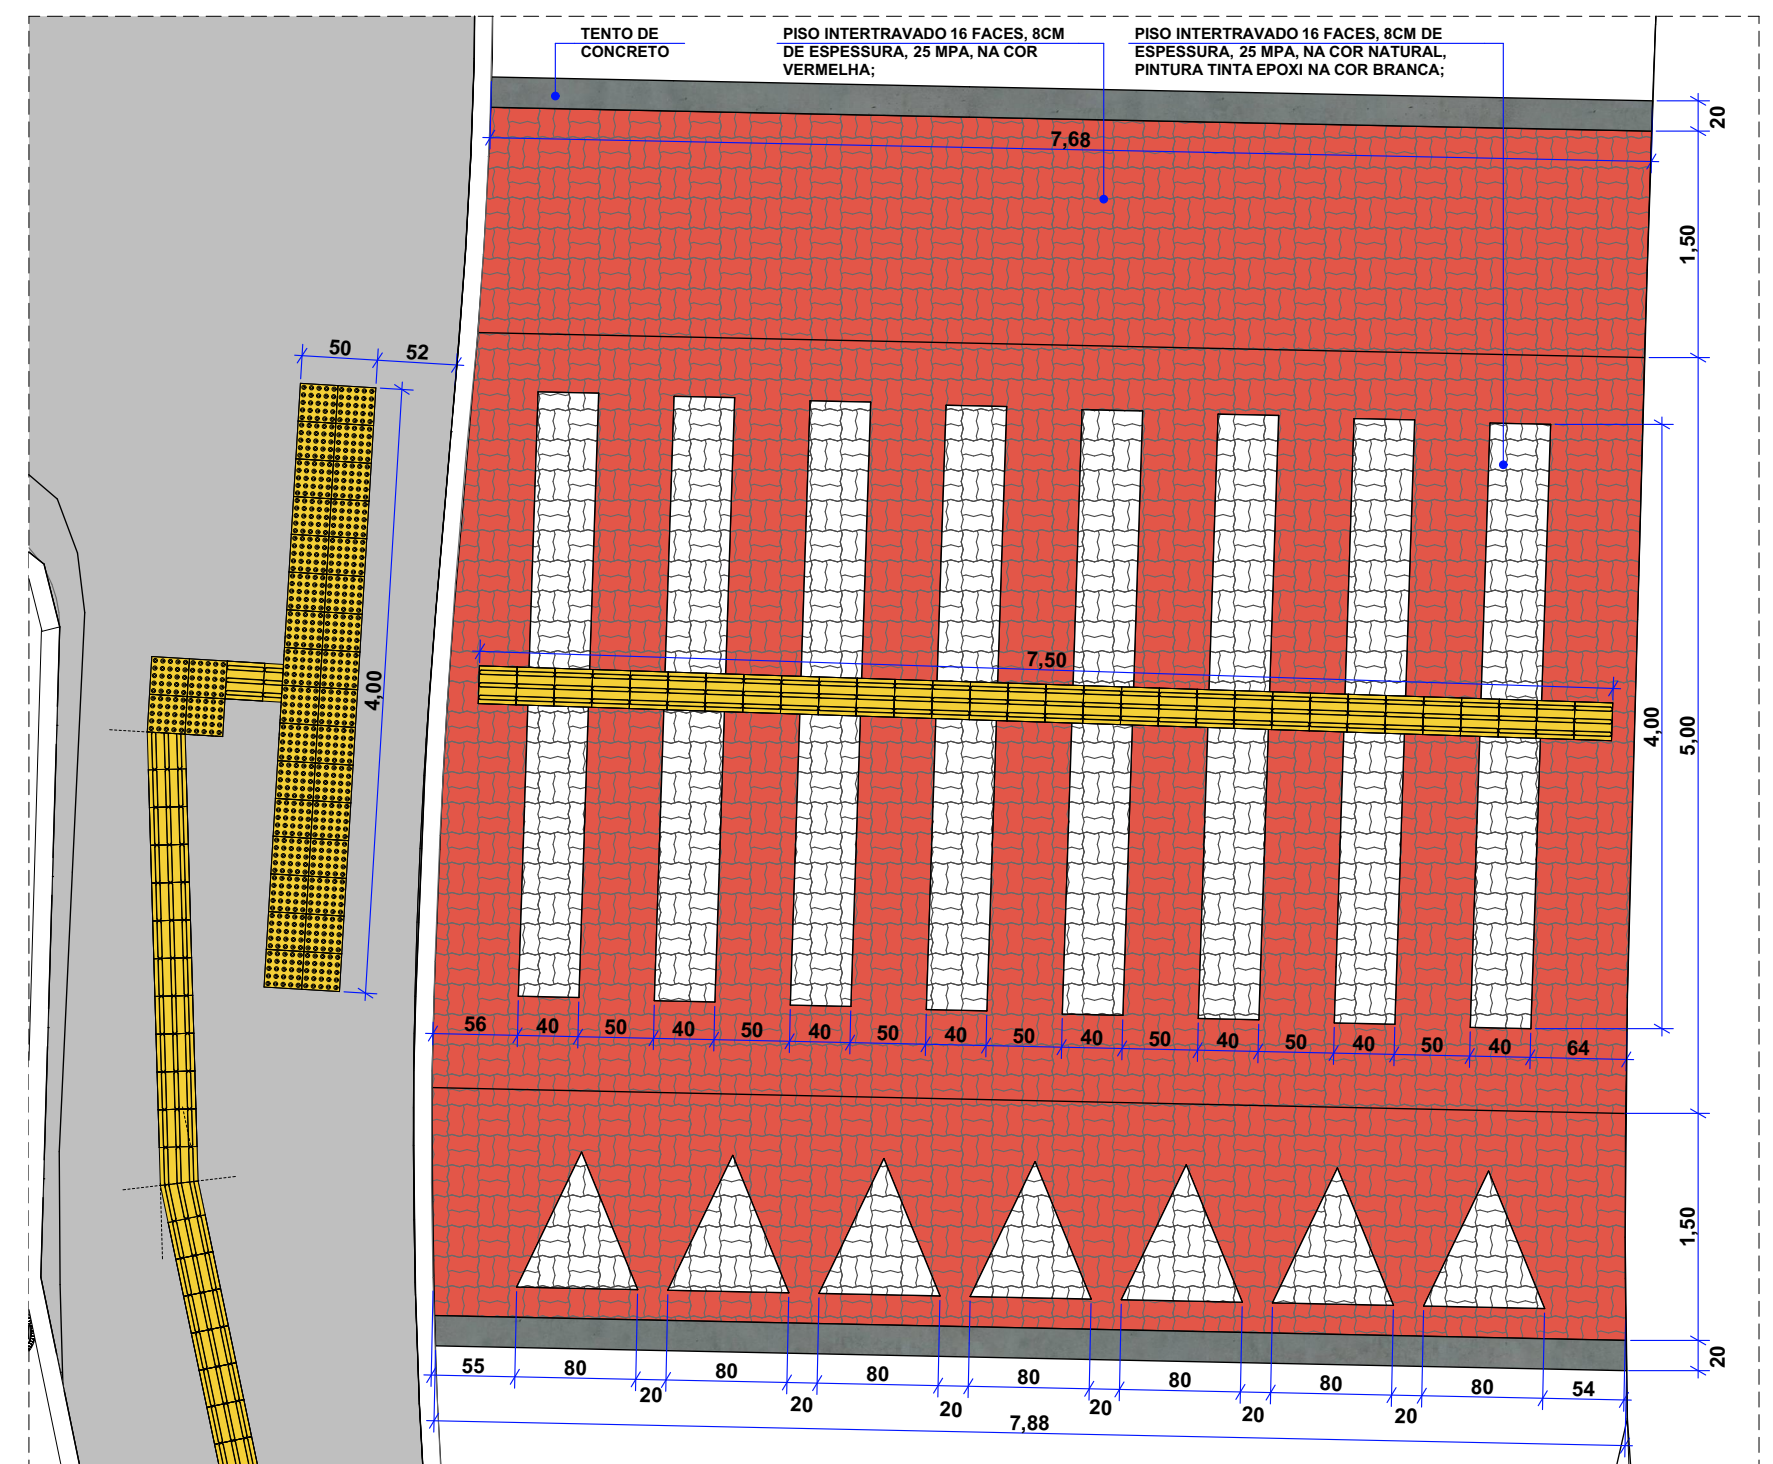 TENTO DE
CONCRETO
PISO INTERTRAVADO 16 FACES, 8CM
DE ESPESSURA, 25 MPA, NA COR
VERMELHA;
PISO INTERTRAVADO 16 FACES, 8CM DE
ESPESSURA, 25 MPA, NA COR NATURAL,
PINTURA TINTA EPOXI NA COR BRANCA;
20
7,68
1,50
50 52
4,00
7,50
4,00
5,00
56 40 50 40 50 40 50 40 50 40 50 40 50 40 50 40 64
1,50
20
55 80 80 80 80 80 80 80 54
20 20 20 20 20 20
7,88